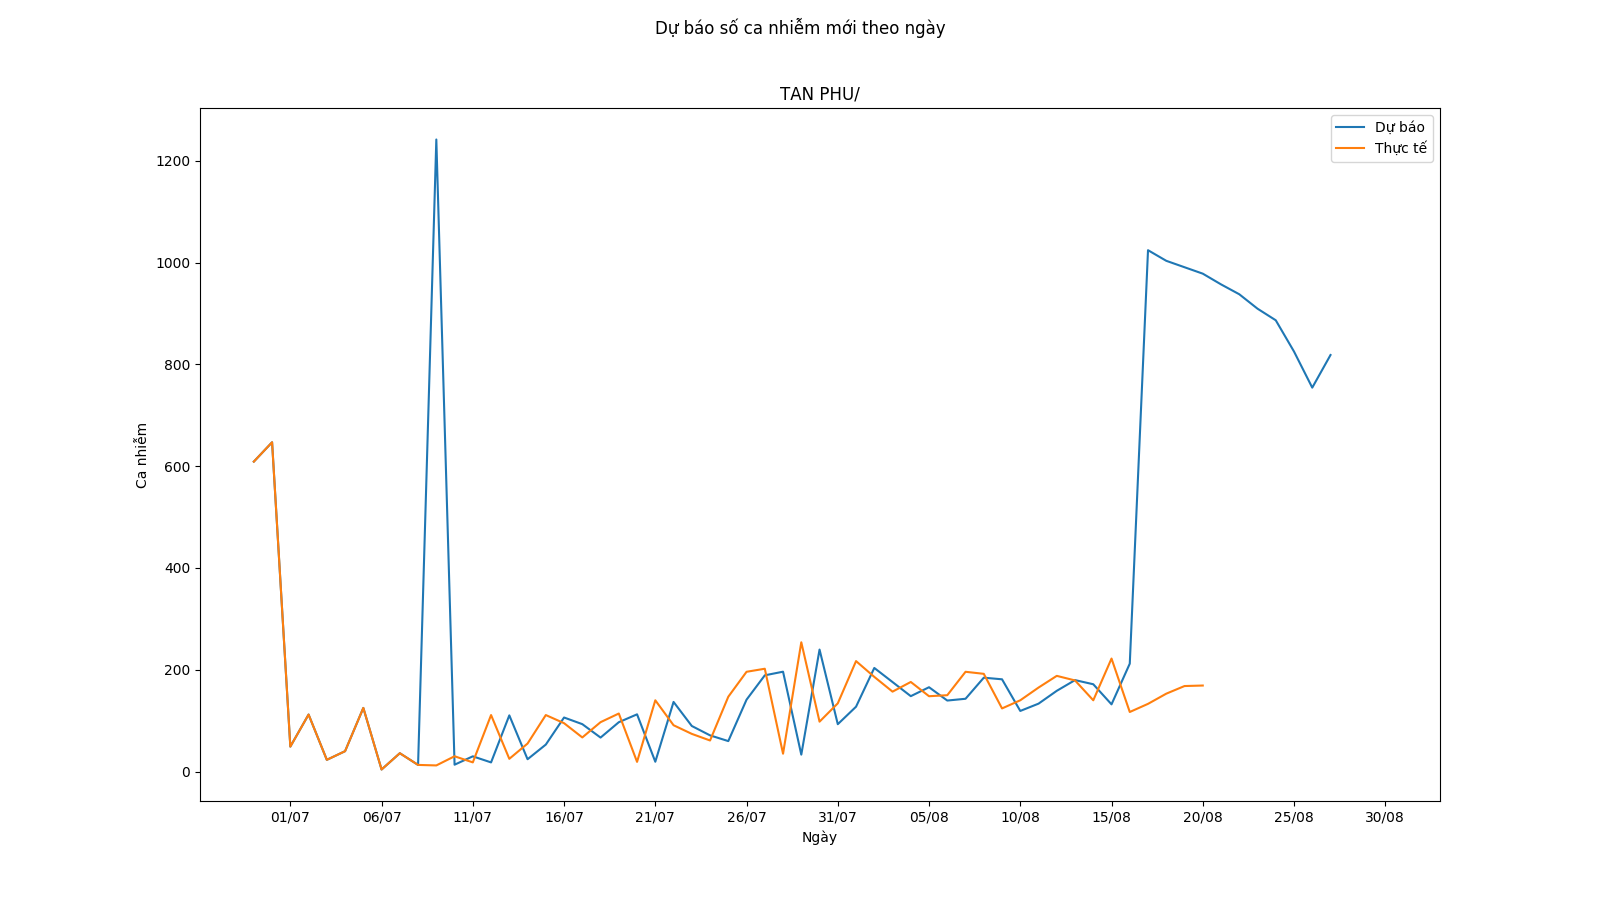 Dự báo số ca nhiễm mới theo ngày
TAN PHU/
Dự báo
Thực tế
1200
1000
800
600
400
200
0
Ca nhiễm
01/07 06/07 11/07 16/07 21/07 26/07 31/07 05/08 10/08 15/08 20/08 25/08 30/08
Ngày